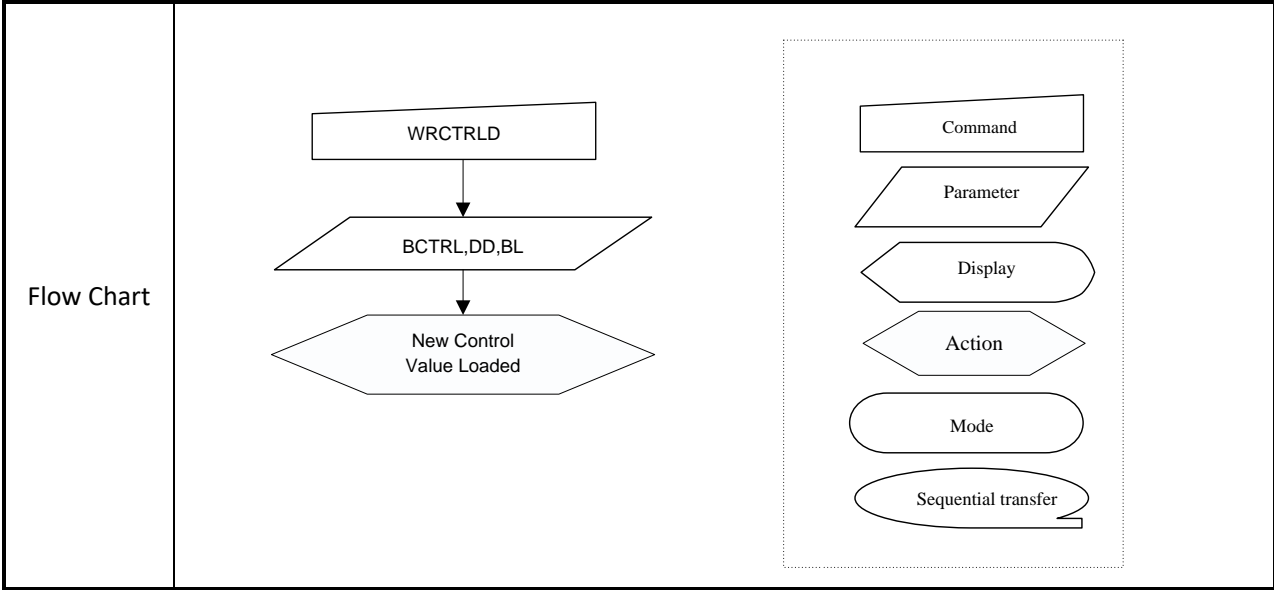 Flow Chart
WRCTRLD
BCTRL,DD,BL
New Control
Value Loaded
Command
Parameter
Display
Action
Mode
Sequential transfer